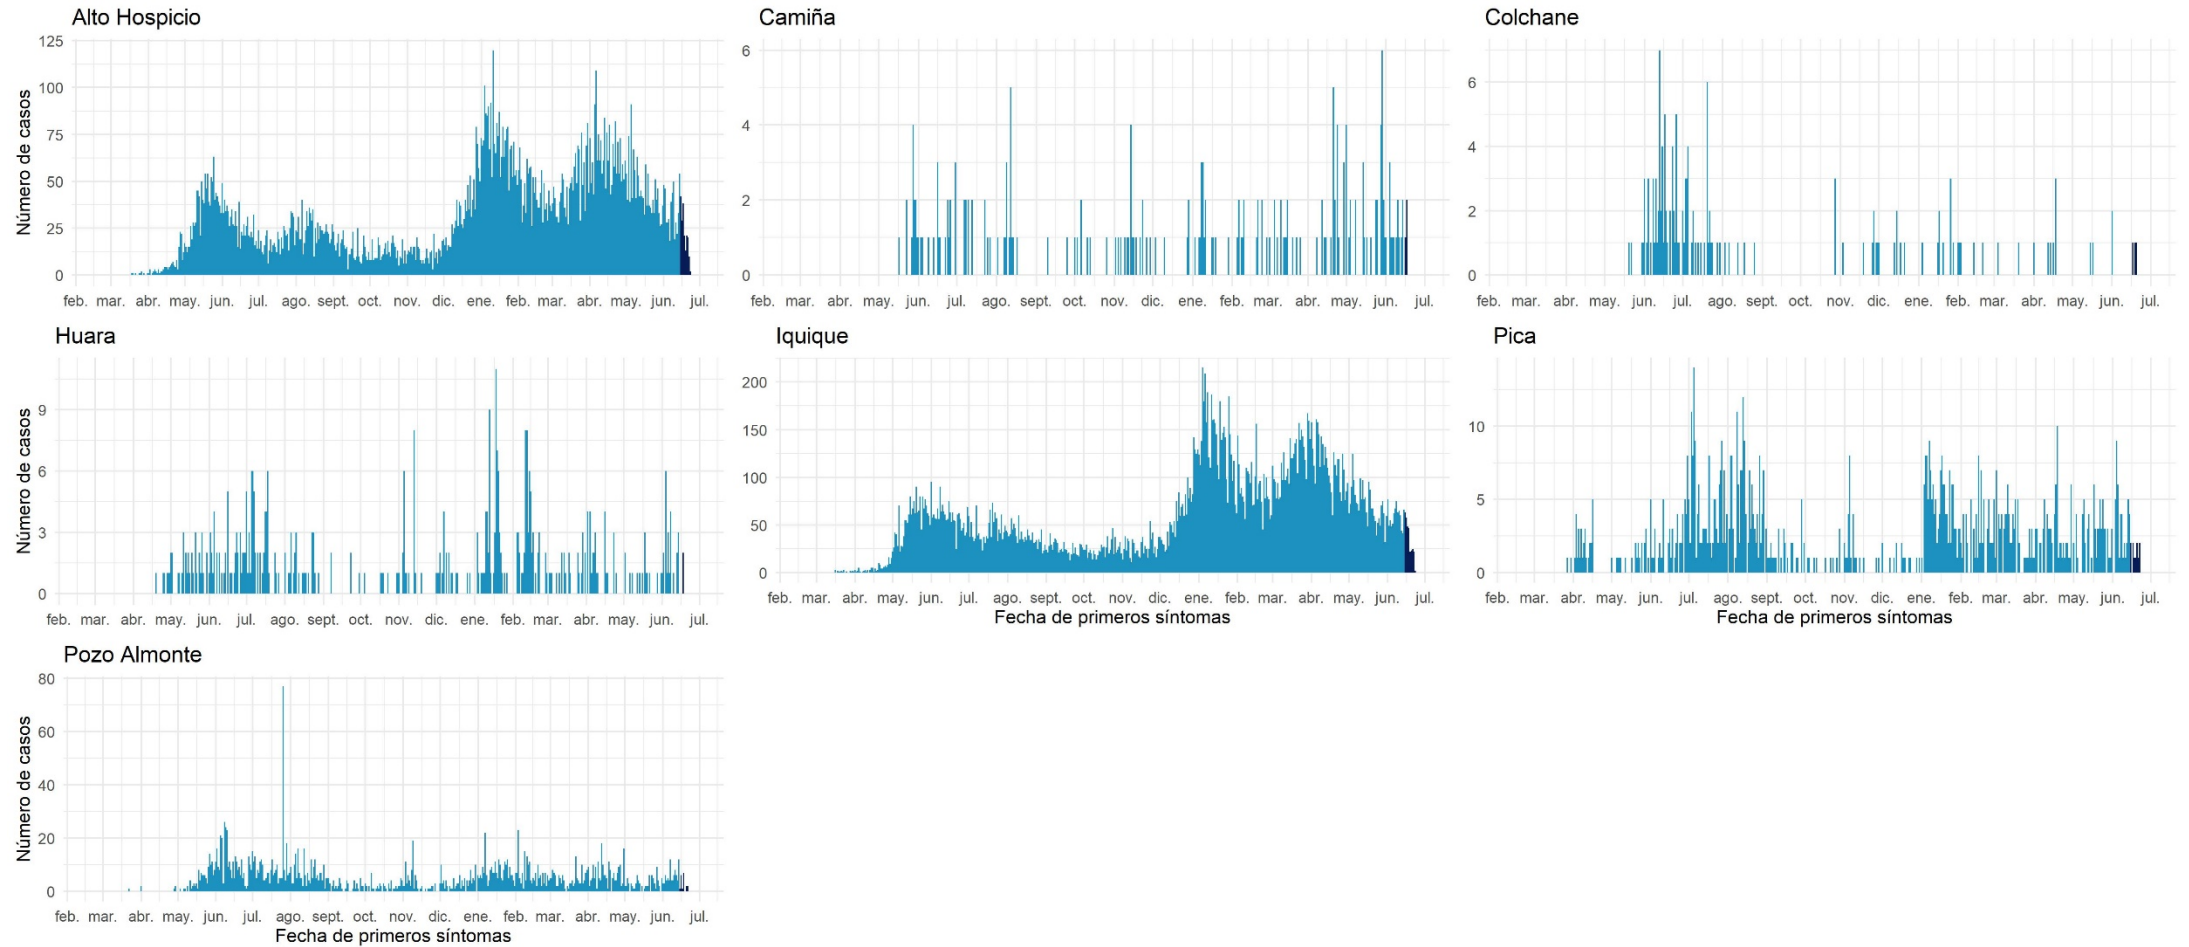 Alto Hospicio
Número de casos
125
100
75
50
25
0
feb. mar. abr. may. jun. jul. ago. sept. oct. nov. dic. ene. feb. mar. abr. may. jun. jul.
Camiña
6
4
2
0
feb. mar. abr. may. jun. jul. ago. sept. oct. nov. dic. ene. feb. mar. abr. may. jun. jul.
Colchane
6
4
2
0
feb. mar. abr. may. jun. jul. ago. sept. oct. nov. dic. ene. feb. mar. abr. may. jun. jul.
Huara
Número de casos
9
6
3
0
feb. mar. abr. may. jun. jul. ago. sept. oct. nov. dic. ene. feb. mar. abr. may. jun. jul.
Iquique
200
150
100
50
0
feb. mar. abr. may. jun. jul. ago. sept. oct. nov. dic. ene. feb. mar. abr. may. jun. jul.
Fecha de primeros síntomas
Pica
10
5
0
feb. mar. abr. may. jun. jul. ago. sept. oct. nov. dic. ene. feb. mar. abr. may. jun. jul.
Fecha de primeros síntomas
Pozo Almonte
Número de casos
80
60
40
20
0
feb. mar. abr. may. jun. jul. ago. sept. oct. nov. dic. ene. feb. mar. abr. may. jun. jul.
Fecha de primeros síntomas